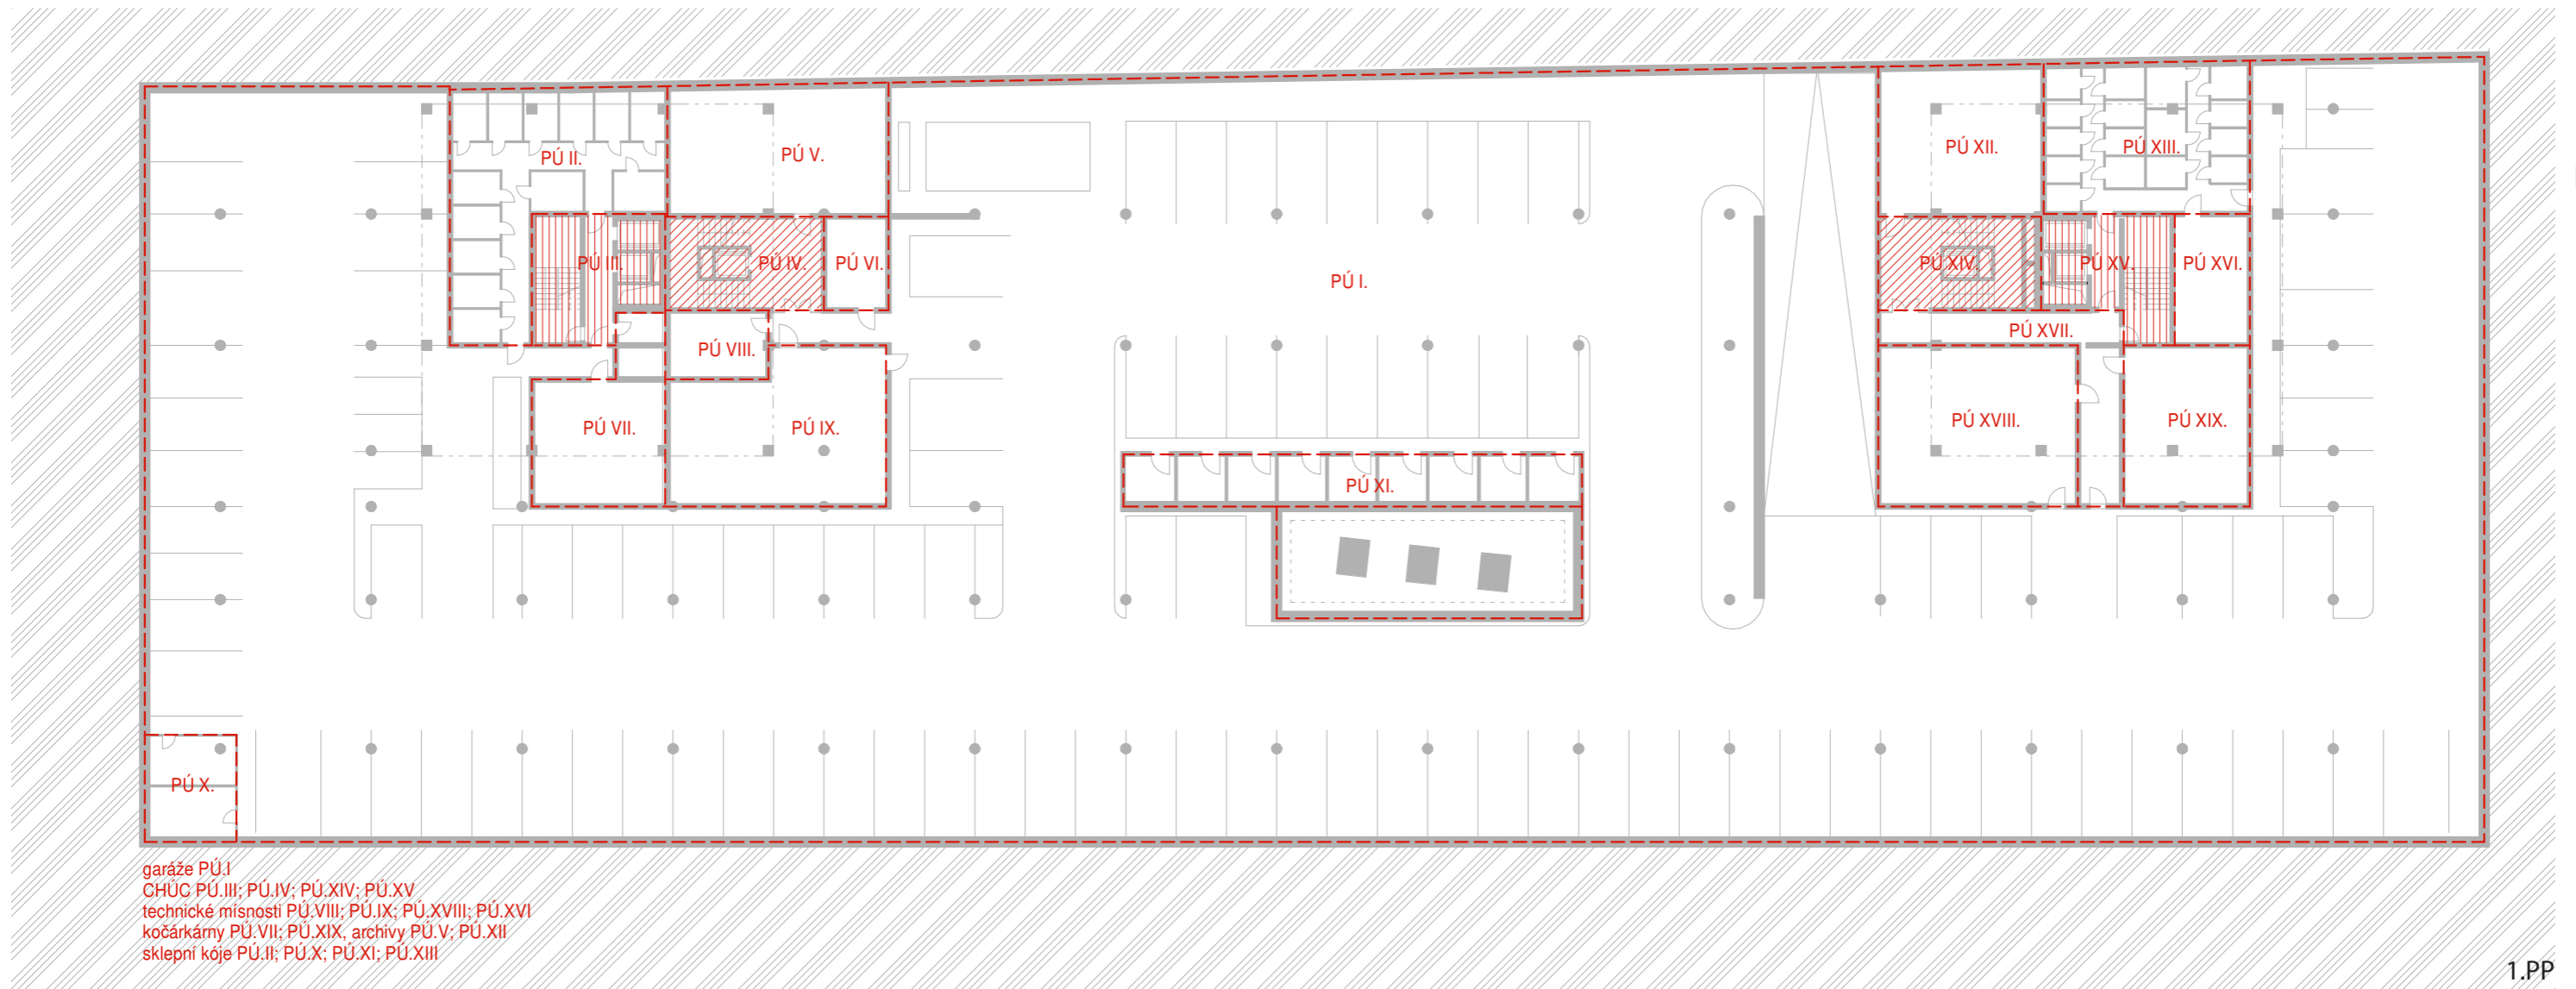 PÚ XII.
PÚ XIII.
PÚ II.
PÚ V.
PÚ III.
PÚ IV.
PÚ VI.
PÚ I.
PÚ XIV.
PÚ XV.
PÚ XVI.
PÚ VIII.
PÚ XVII.
PÚ VII.
PÚ IX.
PÚ XVIII.
PÚ XIX.
PÚ XI.
PÚ X.
garáže PÚ.I
CHÚC PÚ.III; PÚ.IV; PÚ.XIV; PÚ.XV
technické mísnosti PÚ.VIII; PÚ.IX; PÚ.XVIII; PÚ.XVI
kočárkárny PÚ.VII; PÚ.XIX, archivy PÚ.V; PÚ.XII
sklepní kóje PÚ.II; PÚ.X; PÚ.XI; PÚ.XIII
1.PP